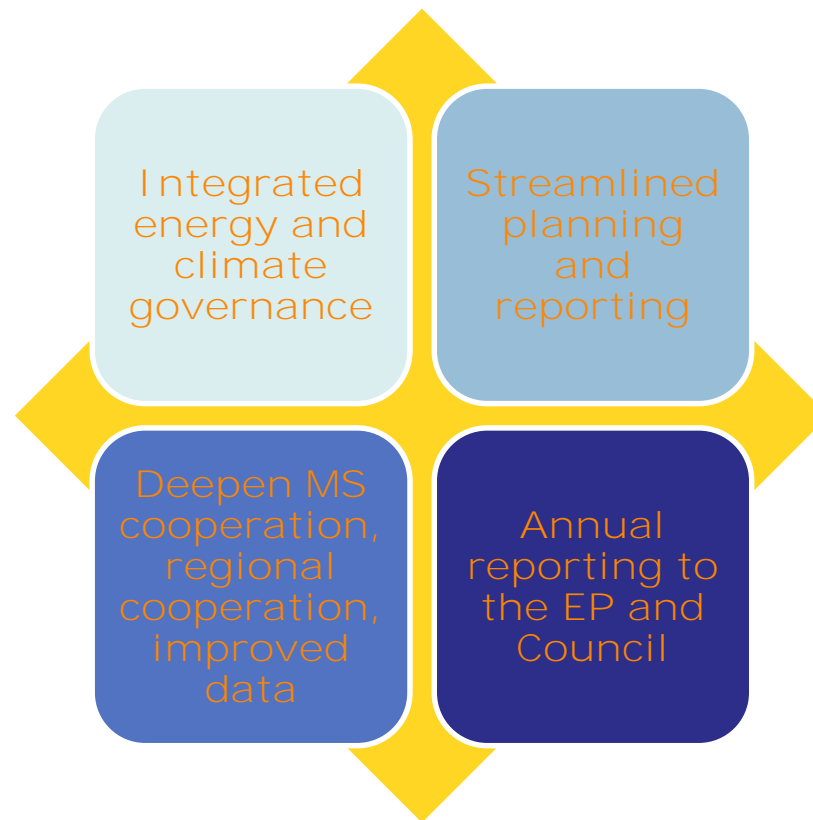 Integrated
energy and
climate
governance
Streamlined
planning
and
reporting
Deepen MS
cooperation,
regional
cooperation,
improved
data
Annual
reporting to
the EP and
Council